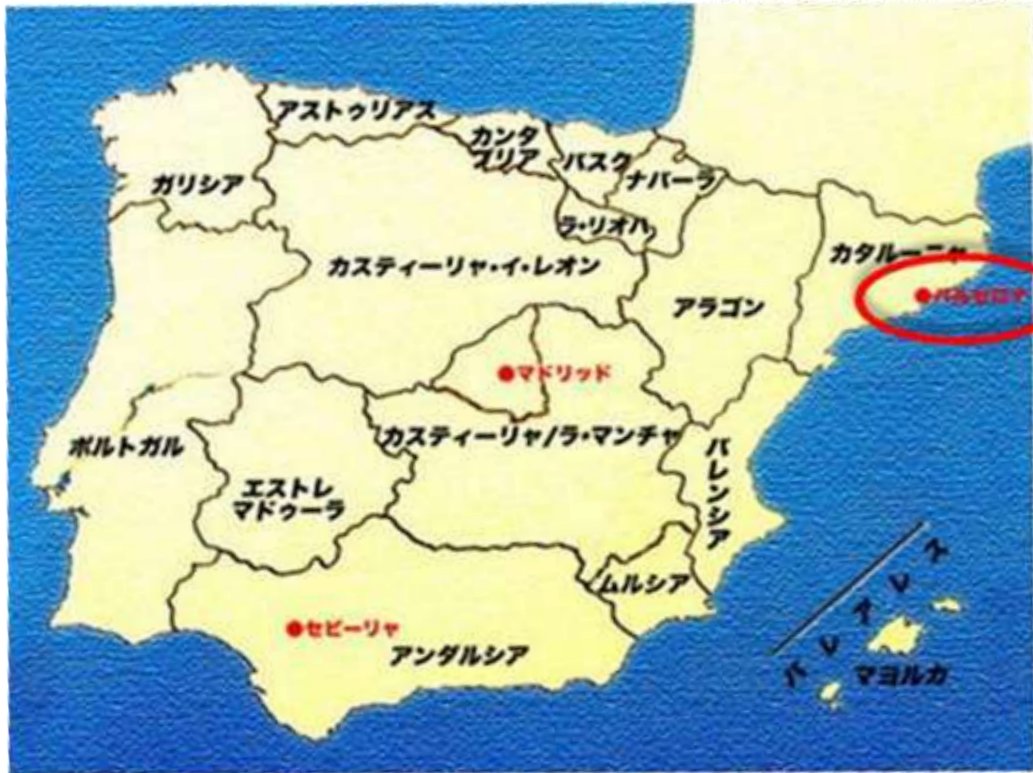 アストゥリアス
カンタ
ブリア
バスク
ナバーラ
ガリシア
ラ・リオハ
カスティーリャ・イ・レオン
カタルーニャ
●バルセロナ
アラゴン
●マドリッド
ポルトガル
カスティーリャ/ラ・マンチャ
バレンシア
エストレ
マドゥーラ
ムルシア
●セビーリャ
アンダルシア
バレアレス
マヨルカ